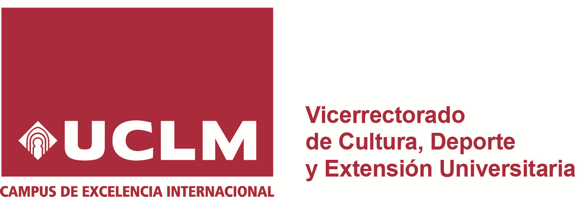 UCLM
CAMPUS DE EXCELENCIA INTERNACIONAL
Vicerrectorado
de Cultura, Deporte
y Extensión Universitaria